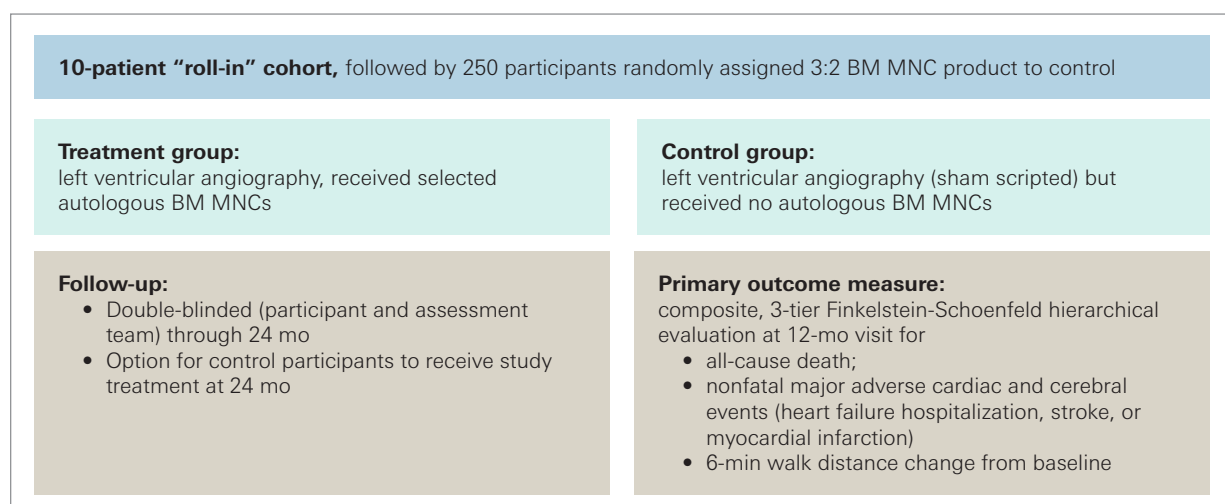 10-patient “roll-in” cohort, followed by 250 participants randomly assigned 3:2 BM MNC product to control
Treatment group:
left ventricular angiography, received selected
autologous BM MNCs
Control group:
left ventricular angiography (sham scripted) but
received no autologous BM MNCs
Follow-up:
• Double-blinded (participant and assessment
team) through 24 mo
• Option for control participants to receive study
treatment at 24 mo
Primary outcome measure:
composite, 3-tier Finkelstein-Schoenfeld hierarchical
evaluation at 12-mo visit for
• all-cause death;
• nonfatal major adverse cardiac and cerebral
events (heart failure hospitalization, stroke, or
myocardial infarction)
• 6-min walk distance change from baseline